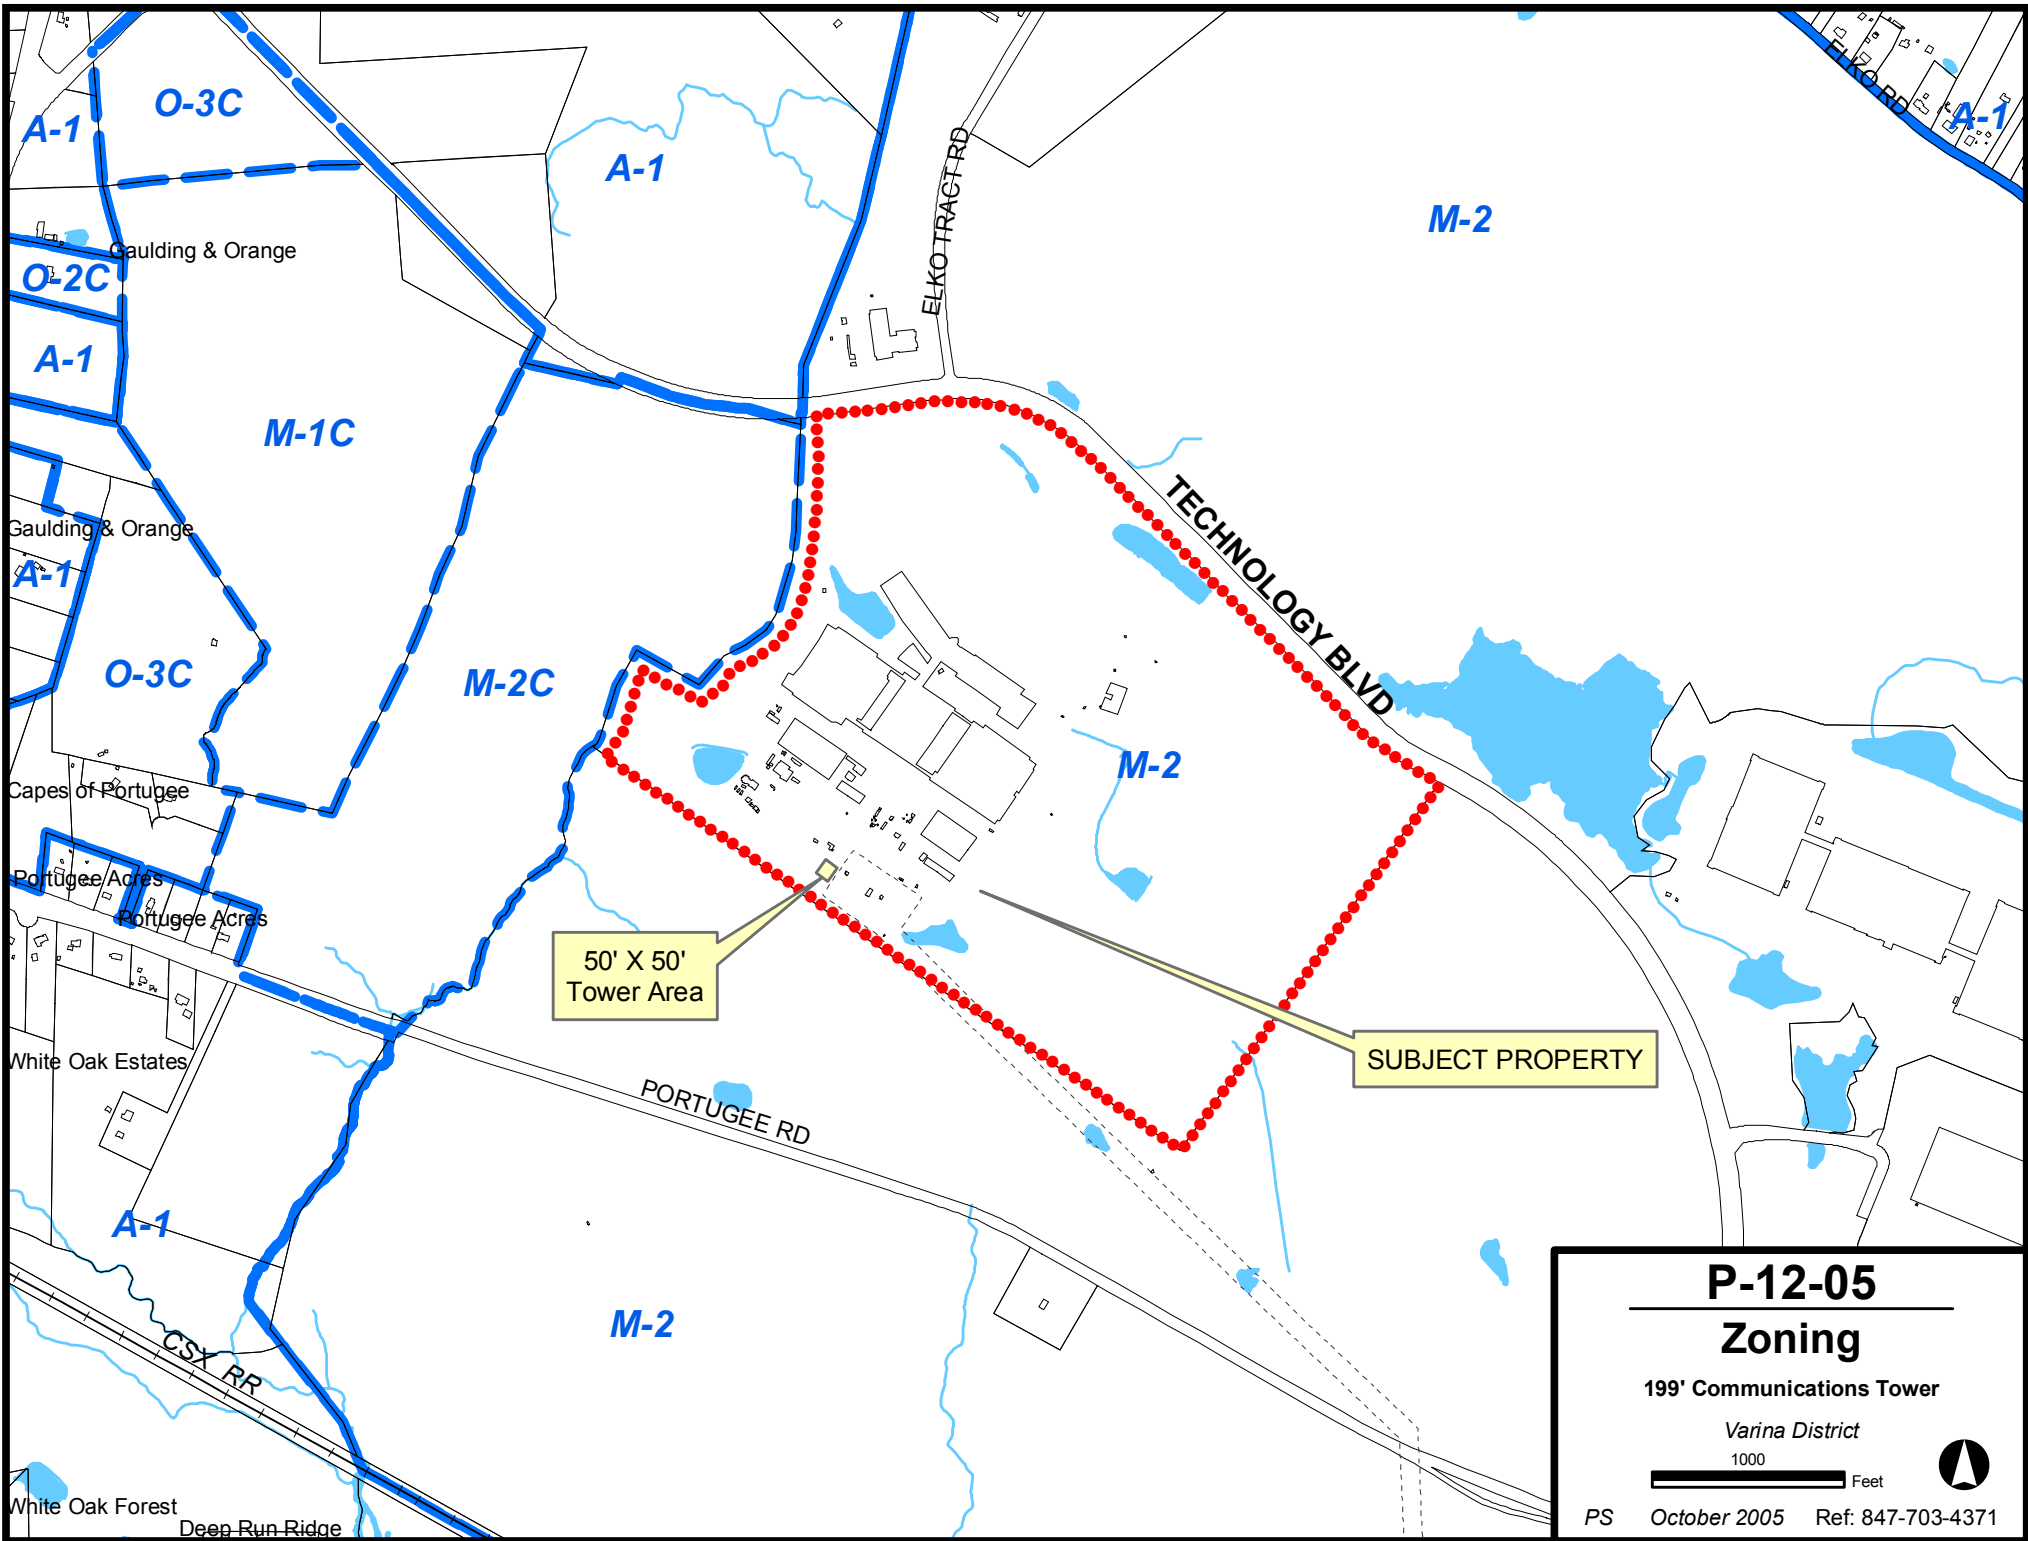 O-3C
A-1
A-1
ELKO RD
A-1
M-2
ELKO TRACT RD
Gaulding & Orange
O-2C
A-1
M-1C
TECHNOLOGY BLVD
Gaulding & Orange
A-1
O-3C
M-2C
M-2
Capes of Portugee
Portugee Acres
Portugee Acres
50' X 50'
Tower Area
SUBJECT PROPERTY
White Oak Estates
PORTUGEE RD
A-1
M-2
CSX RR
White Oak Forest
Deep Run Ridge
P-12-05
Zoning
199' Communications Tower
Varina District
1000
Feet
PS October 2005 Ref: 847-703-4371